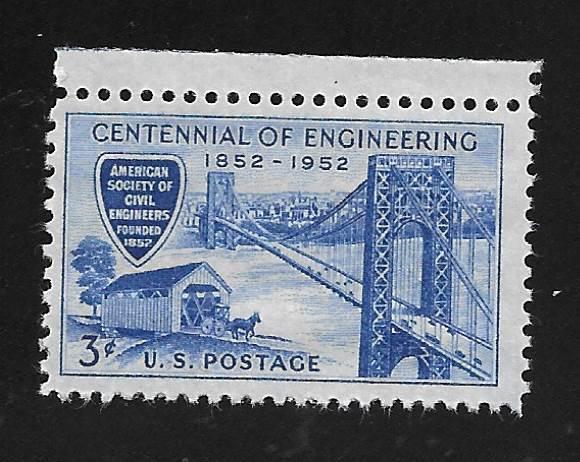 CENTENNIAL OF ENGINEERING
1852-1952
AMERICAN
SOCIETY OF
CIVIL
ENGINEERS
FOUNDED
1852
3¢
U.S. POSTAGE